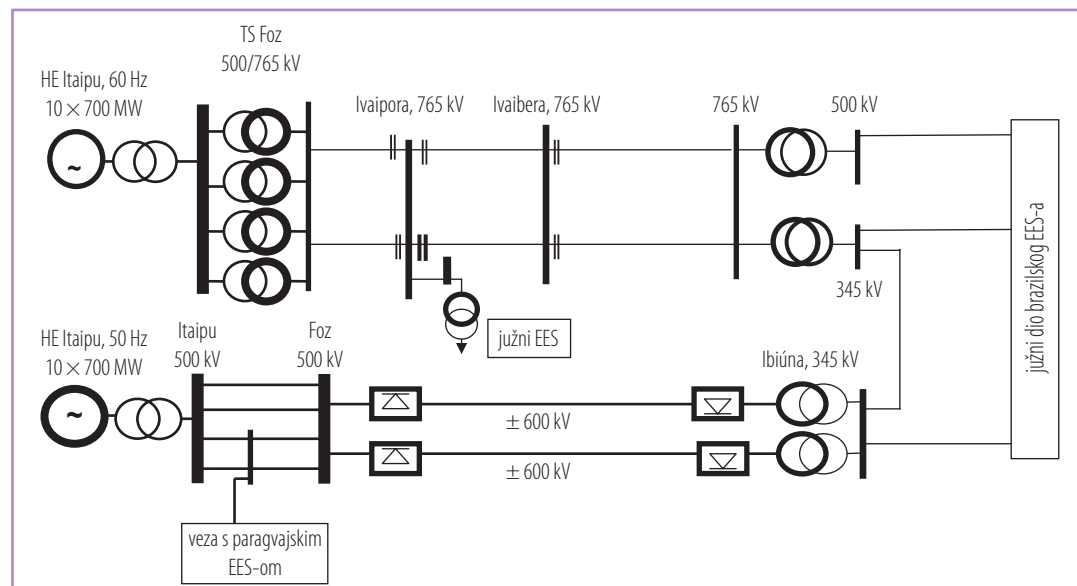 TS Foz
500/765 kV
HE Itaipu, 60 Hz
10 × 700 MW
~
Ivaipora, 765 kV
Ivaibera, 765 kV
765 kV
500 kV
345 kV
južni EES
južni dio brazilskog EES-a
HE Itaipu, 50 Hz
10 × 700 MW
~
Itaipu
500 kV
Foz
500 kV
± 600 kV
± 600 kV
Ibiúna, 345 kV
veza s paragvajskim
EES-om